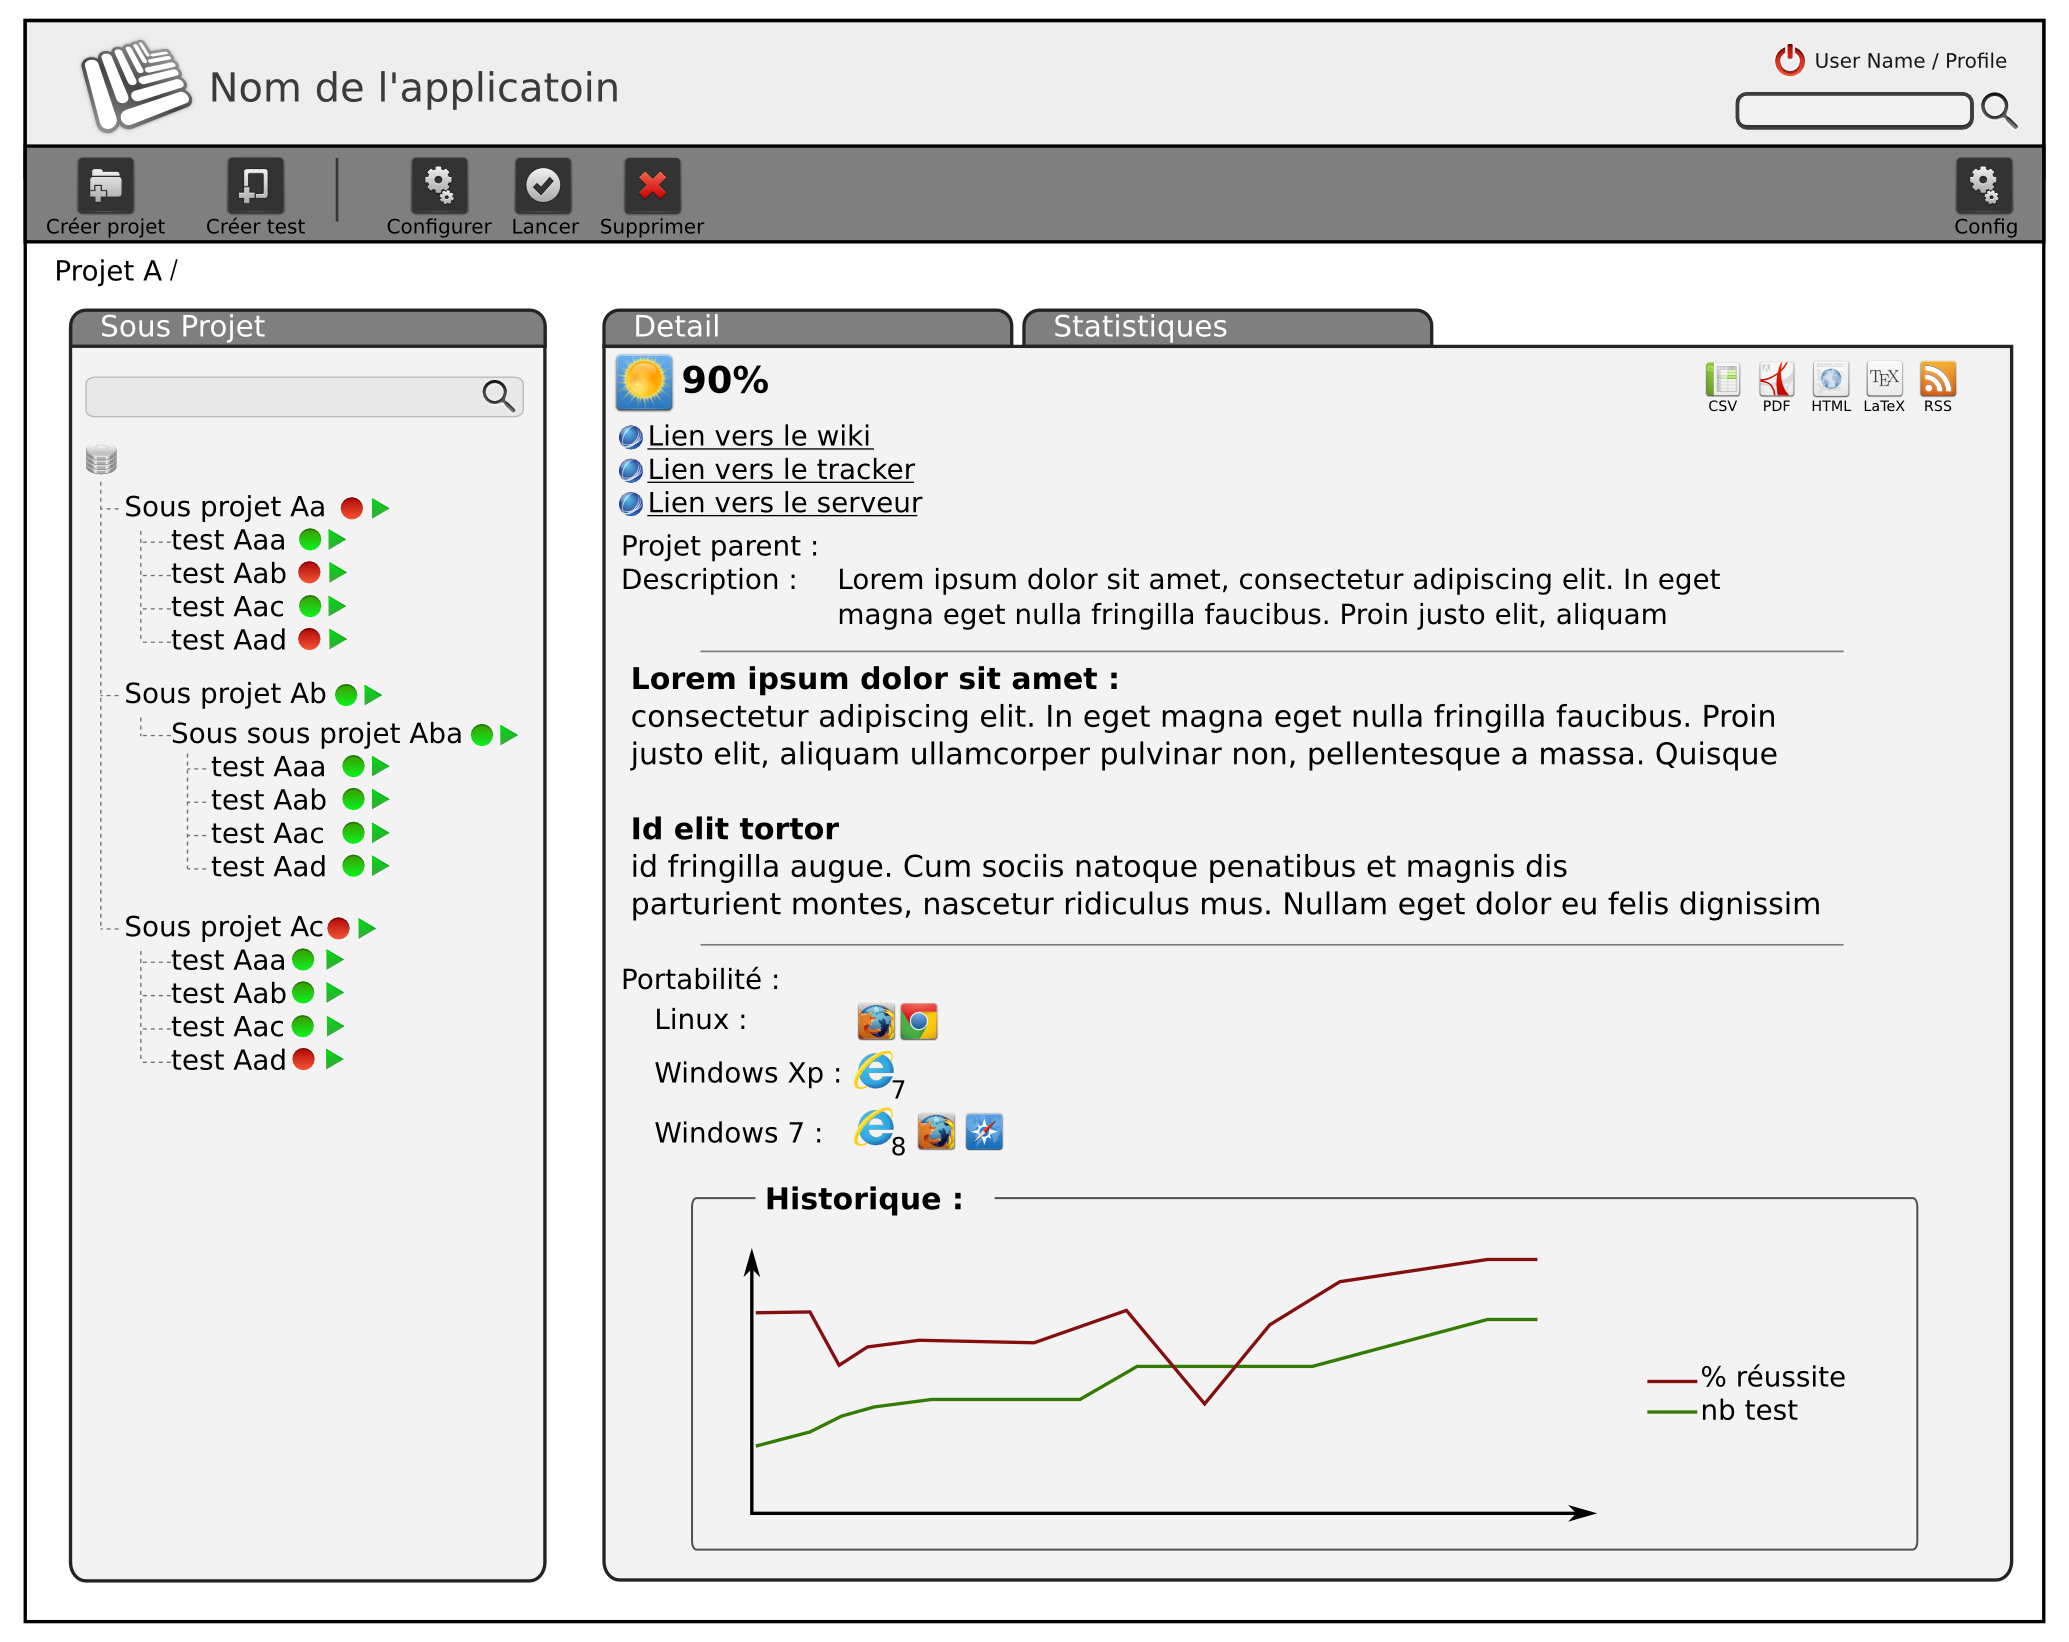 Nom de l'applicatoin
User Name / Profile
Créer projet
Créer test
Configurer
Lancer
Supprimer
Config
Projet A /
Sous Projet
Sous projet Aa
test Aaa
test Aab
test Aac
test Aad
Sous projet Ab
Sous sous projet Aba
test Aaa
test Aab
test Aac
test Aad
Sous projet Ac
test Aaa
test Aab
test Aac
test Aad
Detail
Statistiques
90%
CSV
PDF
HTML
TEX
LaTeX
RSS
Lien vers le wiki
Lien vers le tracker
Lien vers le serveur
Projet parent :
Description : Lorem ipsum dolor sit amet, consectetur adipiscing elit. In eget
magna eget nulla fringilla faucibus. Proin justo elit, aliquam
Lorem ipsum dolor sit amet :
consectetur adipiscing elit. In eget magna eget nulla fringilla faucibus. Proin
justo elit, aliquam ullamcorper pulvinar non, pellentesque a massa. Quisque
Id elit tortor
id fringilla augue. Cum sociis natoque penatibus et magnis dis
parturient montes, nascetur ridiculus mus. Nullam eget dolor eu felis dignissim
Portabilité :
Linux :
Windows Xp : 7
Windows 7 : 8
Historique :
% réussite
nb test